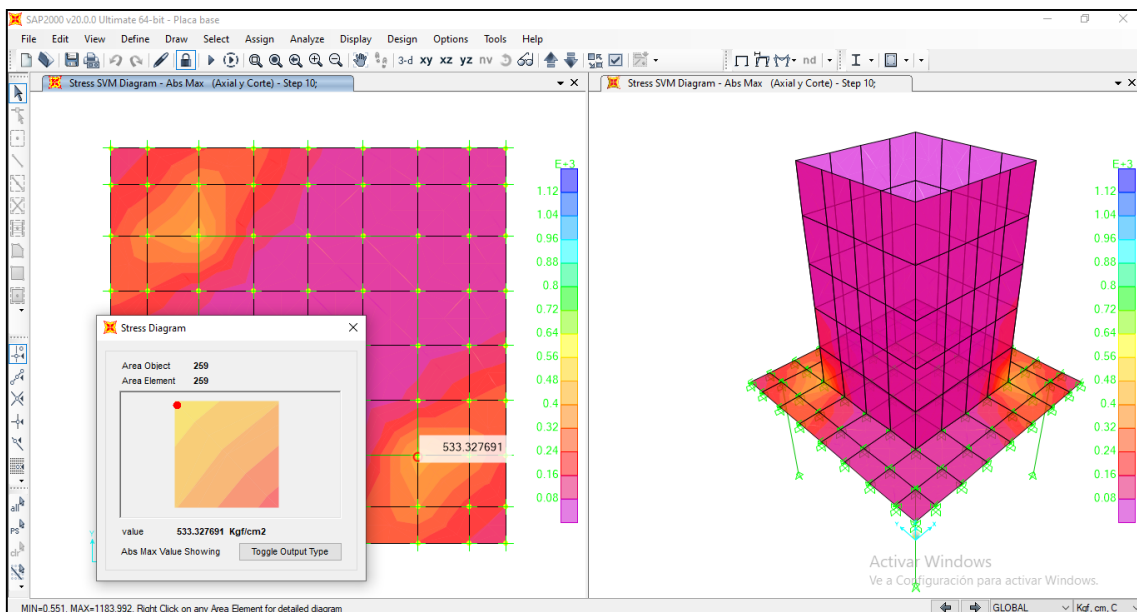 SAP2000 v20.0.0 Ultimate 64-bit - Placa base
File Edit View Define Draw Select Assign Analyze Display Design Options Tools Help
3-d xy xz yz nv nd
Stress SVM Diagram - Abs Max (Axial y Corte) - Step 10;
Stress SVM Diagram - Abs Max (Axial y Corte) - Step 10;
E+3
1.12
1.04
0.96
0.88
0.8
0.72
0.64
0.56
0.48
0.4
0.32
0.24
0.16
0.08
533.327691
Stress Diagram
Area Object 259
Area Element 259
value 533.327691 Kgf/cm2
Abs Max Value Showing Toggle Output Type
E+3
1.12
1.04
0.96
0.88
0.8
0.72
0.64
0.56
0.48
0.4
0.32
0.24
0.16
0.08
all
PS
clr
Activar Windows
Ve a Configuración para activar Windows.
MIN=0.551, MAX=1183.992, Right Click on any Area Element for detailed diagram
GLOBAL Kgf, cm, C